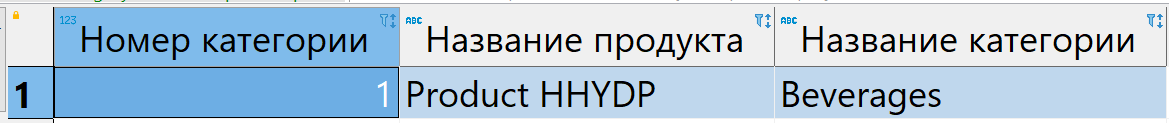 123 Номер категории ABC Название продукта ABC Название категории
1 1 Product HHYDP Beverages